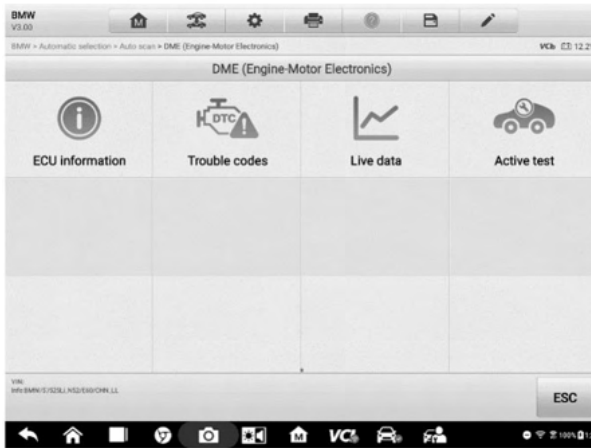 BMW
V3.00
M
BMW > Automatic selection > Auto scan > DME (Engine-Motor Electronics)
VCI
DME (Engine-Motor Electronics)
DTC
ECU information
Trouble codes
Live data
Active test
VIN:
ESC
M
VCI
100%